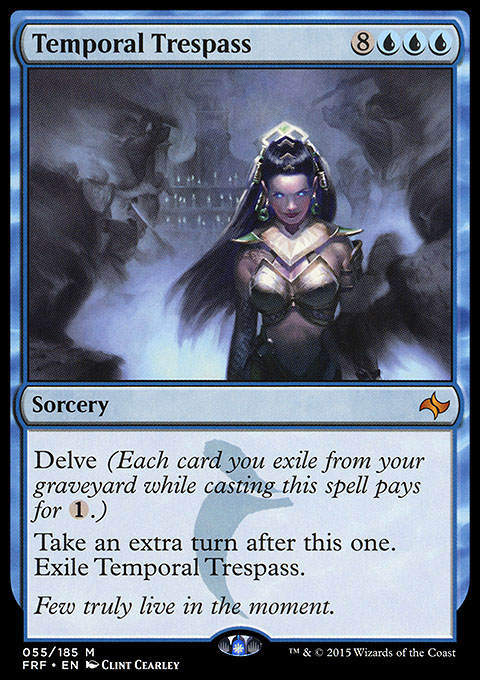 Temporal Trespass 8
Sorcery
Delve (Each card you exile from your
graveyard while casting this spell pays
for 1.)
Take an extra turn after this one.
Exile Temporal Trespass.
Few truly live in the moment.
055/185 M
FRF • EN Clint Cearley
™ & © 2015 Wizards of the Coast